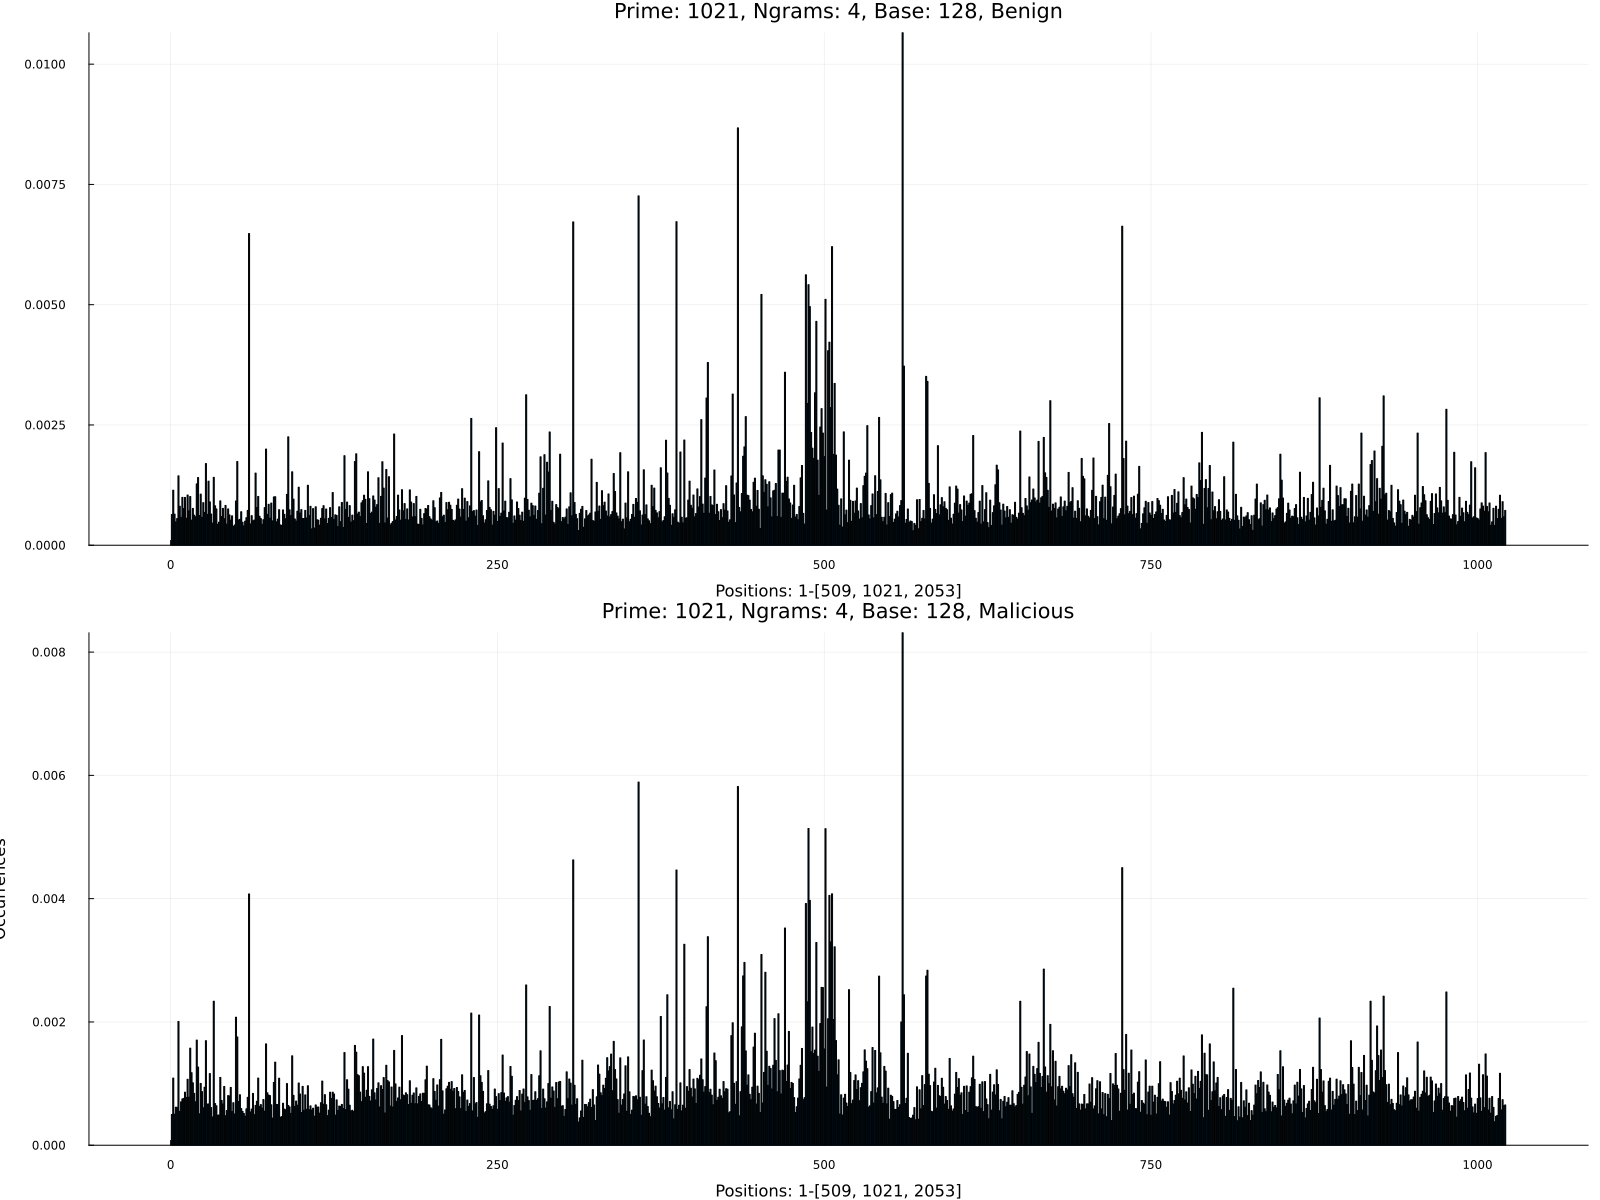 Prime: 1021, Ngrams: 4, Base: 128, Benign
0.0100
0.0075
0.0050
0.0025
0.0000
0 250 500 750 1000
Positions: 1-[509, 1021, 2053]
Prime: 1021, Ngrams: 4, Base: 128, Malicious
0.008
0.006
0.004
0.002
0.000
Occurrences
0 250 500 750 1000
Positions: 1-[509, 1021, 2053]